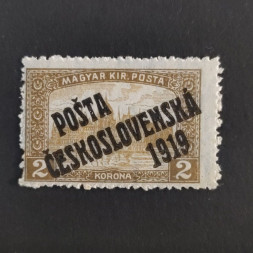 MAGYAR KIR. POSTA
POŠTA
ČESKOSLOVENSKÁ
1919
2 KORONA 2